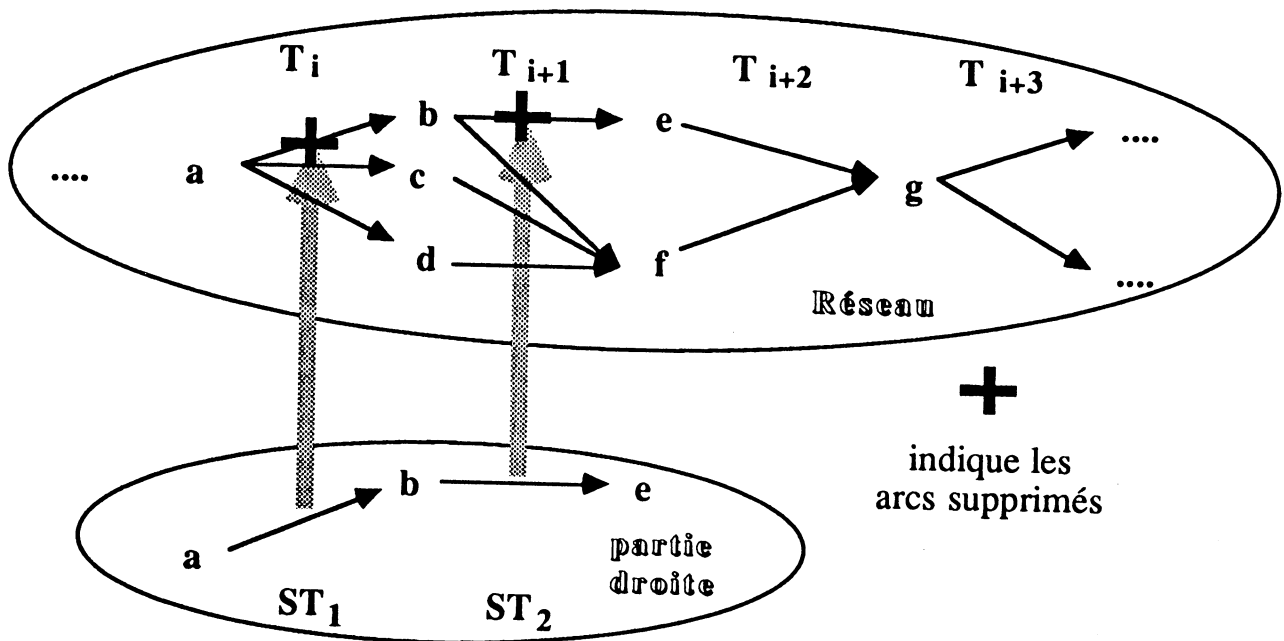 T i T i+1 T i+2 T i+3
b e ....
.... a c g
d f ....
Réseau
indique les
arcs supprimés
b e
a partie
droite
ST1 ST2